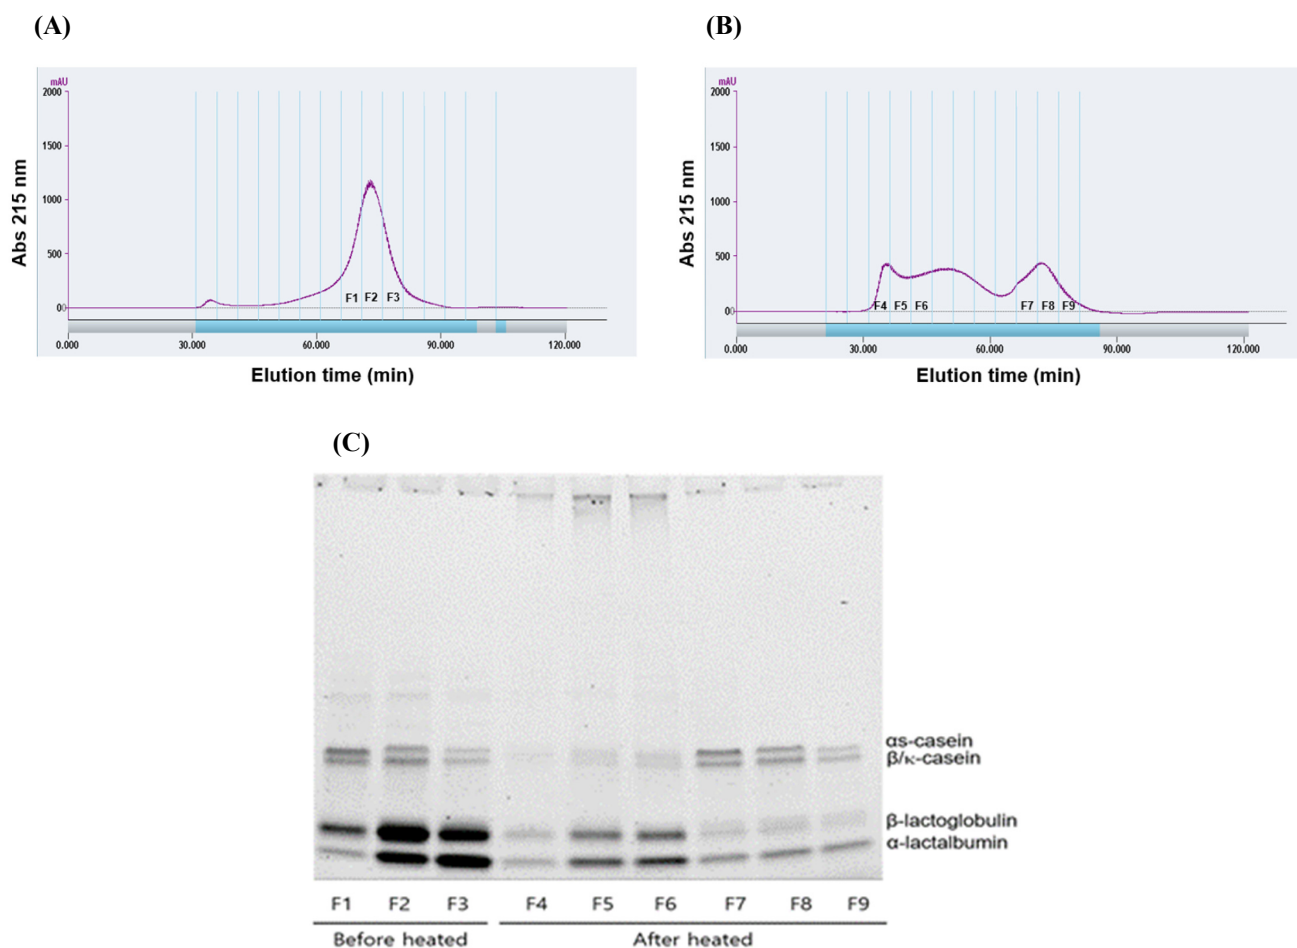 (A)
(B)
mAU
2000
1500
1000
500
00
Abs 215 nm
F1 F2 F3
0.000 30.000 60.000 90.000 120.000
Elution time (min)
mAU
2000
1500
1000
500
00
Abs 215 nm
F4 F5 F6 F7 F8 F9
0.000 30.000 60.000 90.000 120.000
Elution time (min)
(C)
αs-casein
β/κ-casein
β-lactoglobulin
α-lactalbumin
F1 F2 F3 F4 F5 F6 F7 F8 F9
Before heated After heated